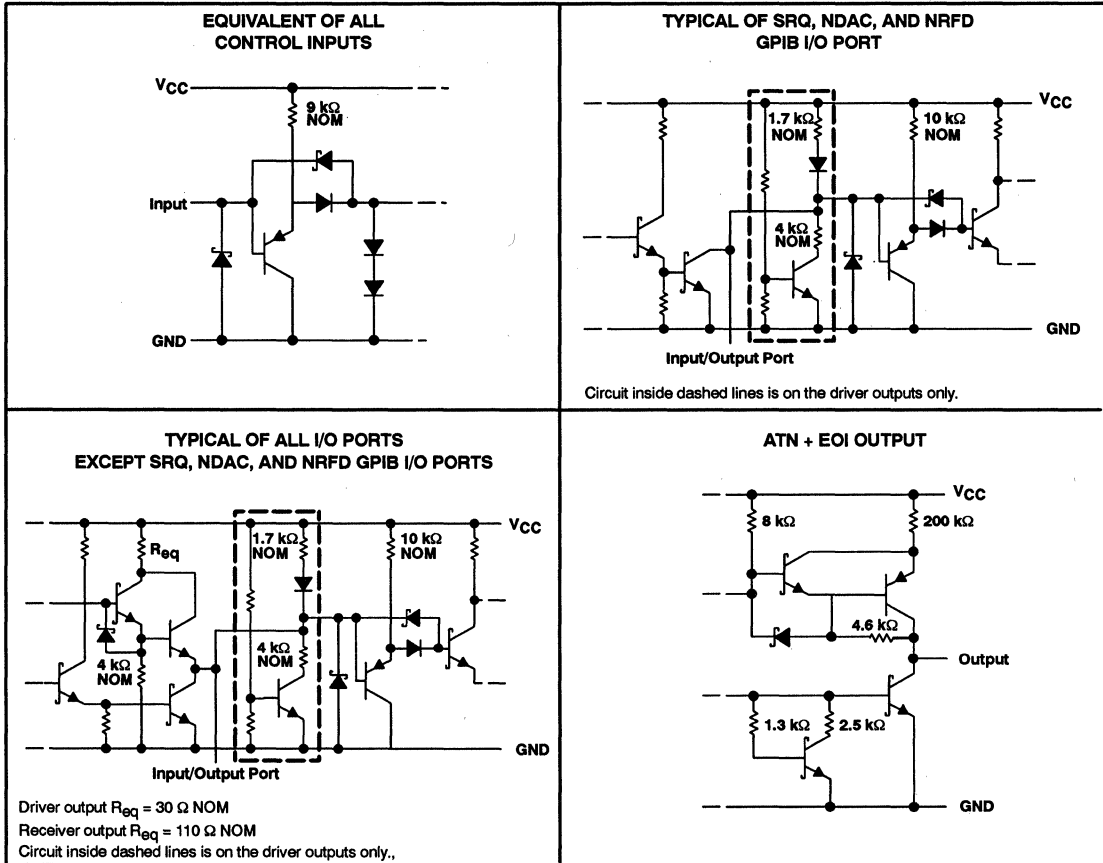 EQUIVALENT OF ALL
CONTROL INPUTS
VCC
9 kΩ
NOM
Input
GND
TYPICAL OF SRQ, NDAC, AND NRFD
GPIB I/O PORT
VCC
1.7 kΩ
NOM
10 kΩ
NOM
4 kΩ
NOM
GND
Input/Output Port
Circuit inside dashed lines is on the driver outputs only.
TYPICAL OF ALL I/O PORTS
EXCEPT SRQ, NDAC, AND NRFD GPIB I/O PORTS
VCC
Req
1.7 kΩ
NOM
10 kΩ
NOM
4 kΩ
NOM
4 kΩ
NOM
GND
Input/Output Port
Driver output Req = 30 Ω NOM
Receiver output Req = 110 Ω NOM
Circuit inside dashed lines is on the driver outputs only.,
ATN + EOI OUTPUT
VCC
8 kΩ
200 kΩ
4.6 kΩ
Output
1.3 kΩ
2.5 kΩ
GND